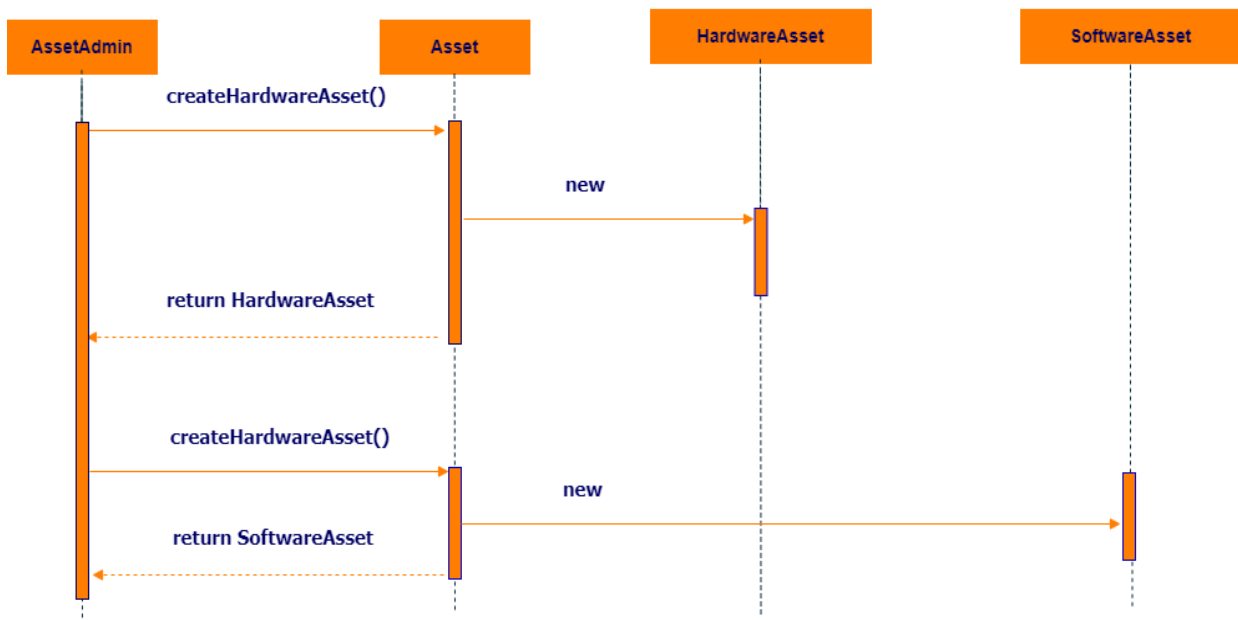 AssetAdmin
Asset
HardwareAsset
SoftwareAsset
createHardwareAsset()
new
return HardwareAsset
createHardwareAsset()
new
return SoftwareAsset